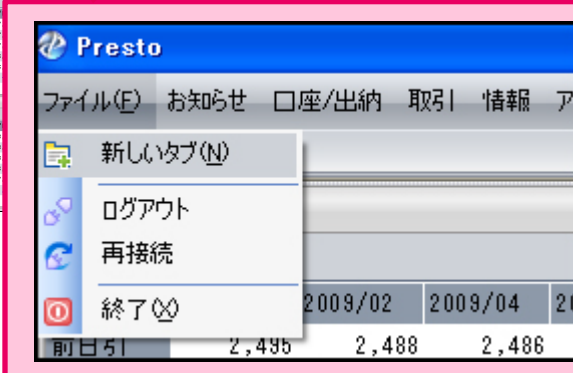 Presto
ファイル(F) お知らせ 口座/出納 取引 情報
新しいタブ(N)
ログアウト
再接続
終了(X)
2009/02 2009/04
前日引 2,495 2,488 2,486